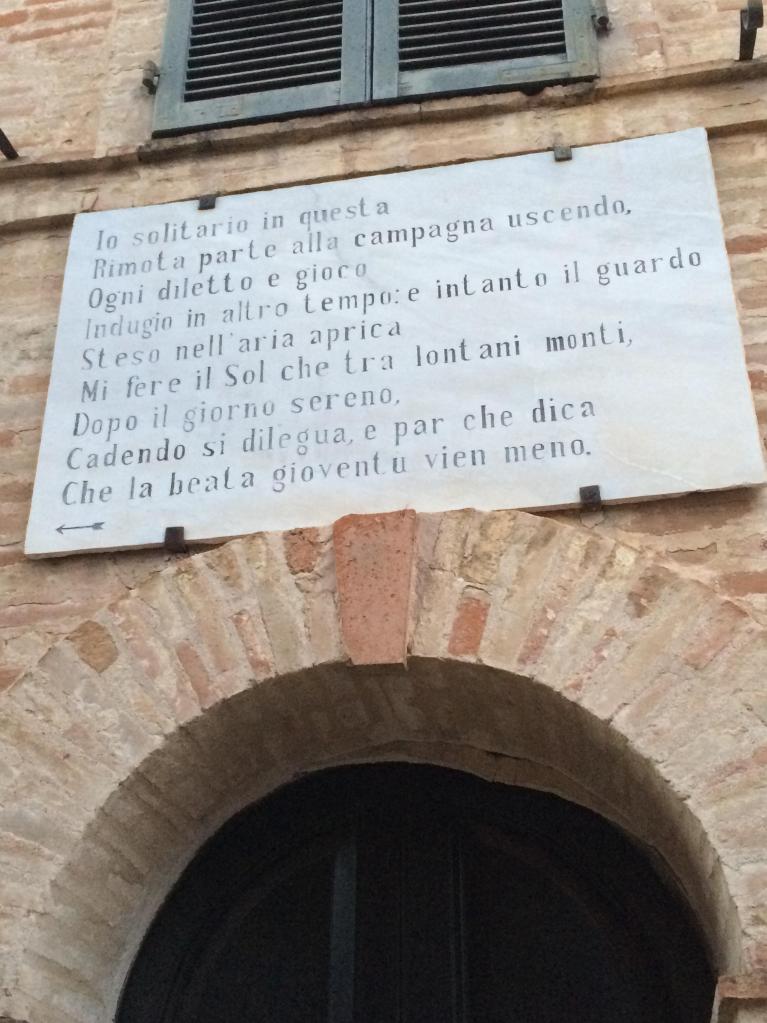 Io solitario in questa
Rimota parte alla campagna uscendo,
Ogni diletto e gioco
Indugio in altro tempo: e intanto il guardo
Steso nell'aria aprica
Mi fere il Sol che tra lontani monti,
Dopo il giorno sereno,
Cadendo si dilegua, e par che dica
Che la beata gioventu vien meno.